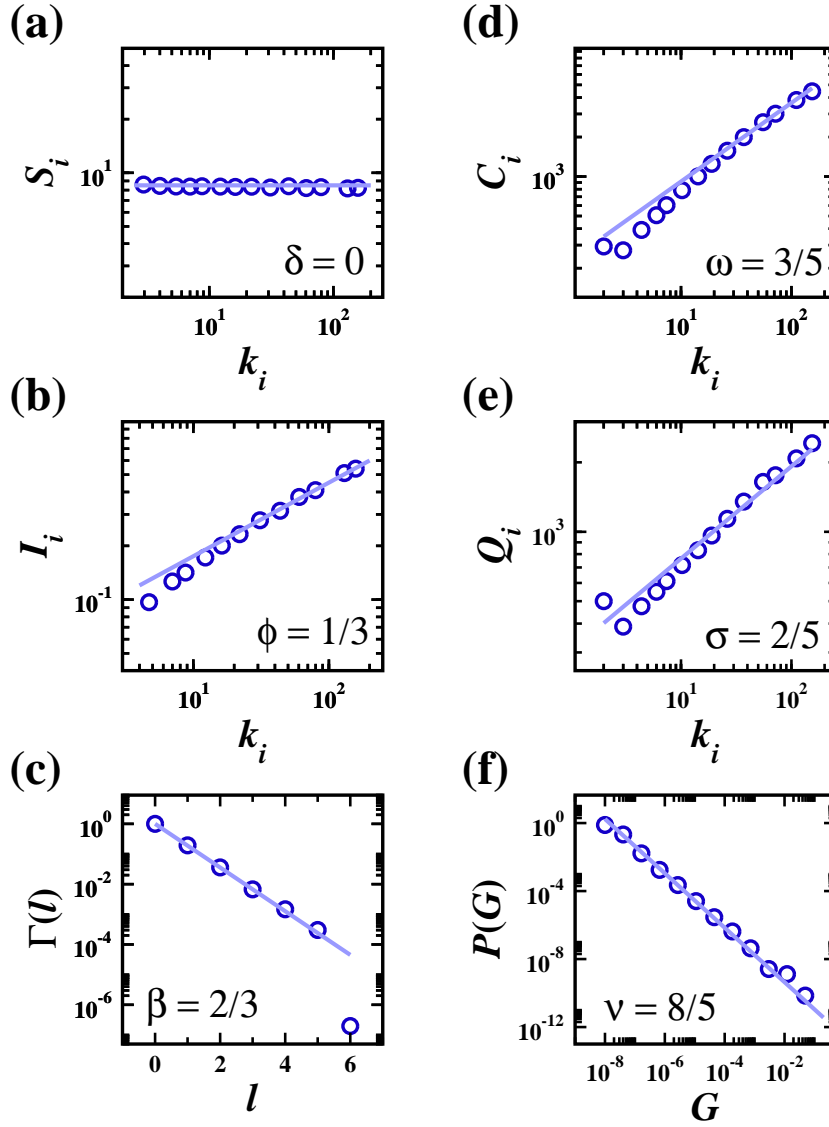 (a)
S_i
10^1
δ = 0
10^1 10^2
k_i
(d)
C_i
10^3
ω = 3/5
10^1 10^2
k_i
(b)
I_i
10^-1
φ = 1/3
10^1 10^2
k_i
(e)
Q_i
10^3
σ = 2/5
10^1 10^2
k_i
(c)
Γ(l)
10^0
10^-2
10^-4
10^-6
β = 2/3
0 2 4 6
l
(f)
P(G)
10^0
10^-4
10^-8
10^-12
ν = 8/5
10^-8 10^-6 10^-4 10^-2 10^0
G